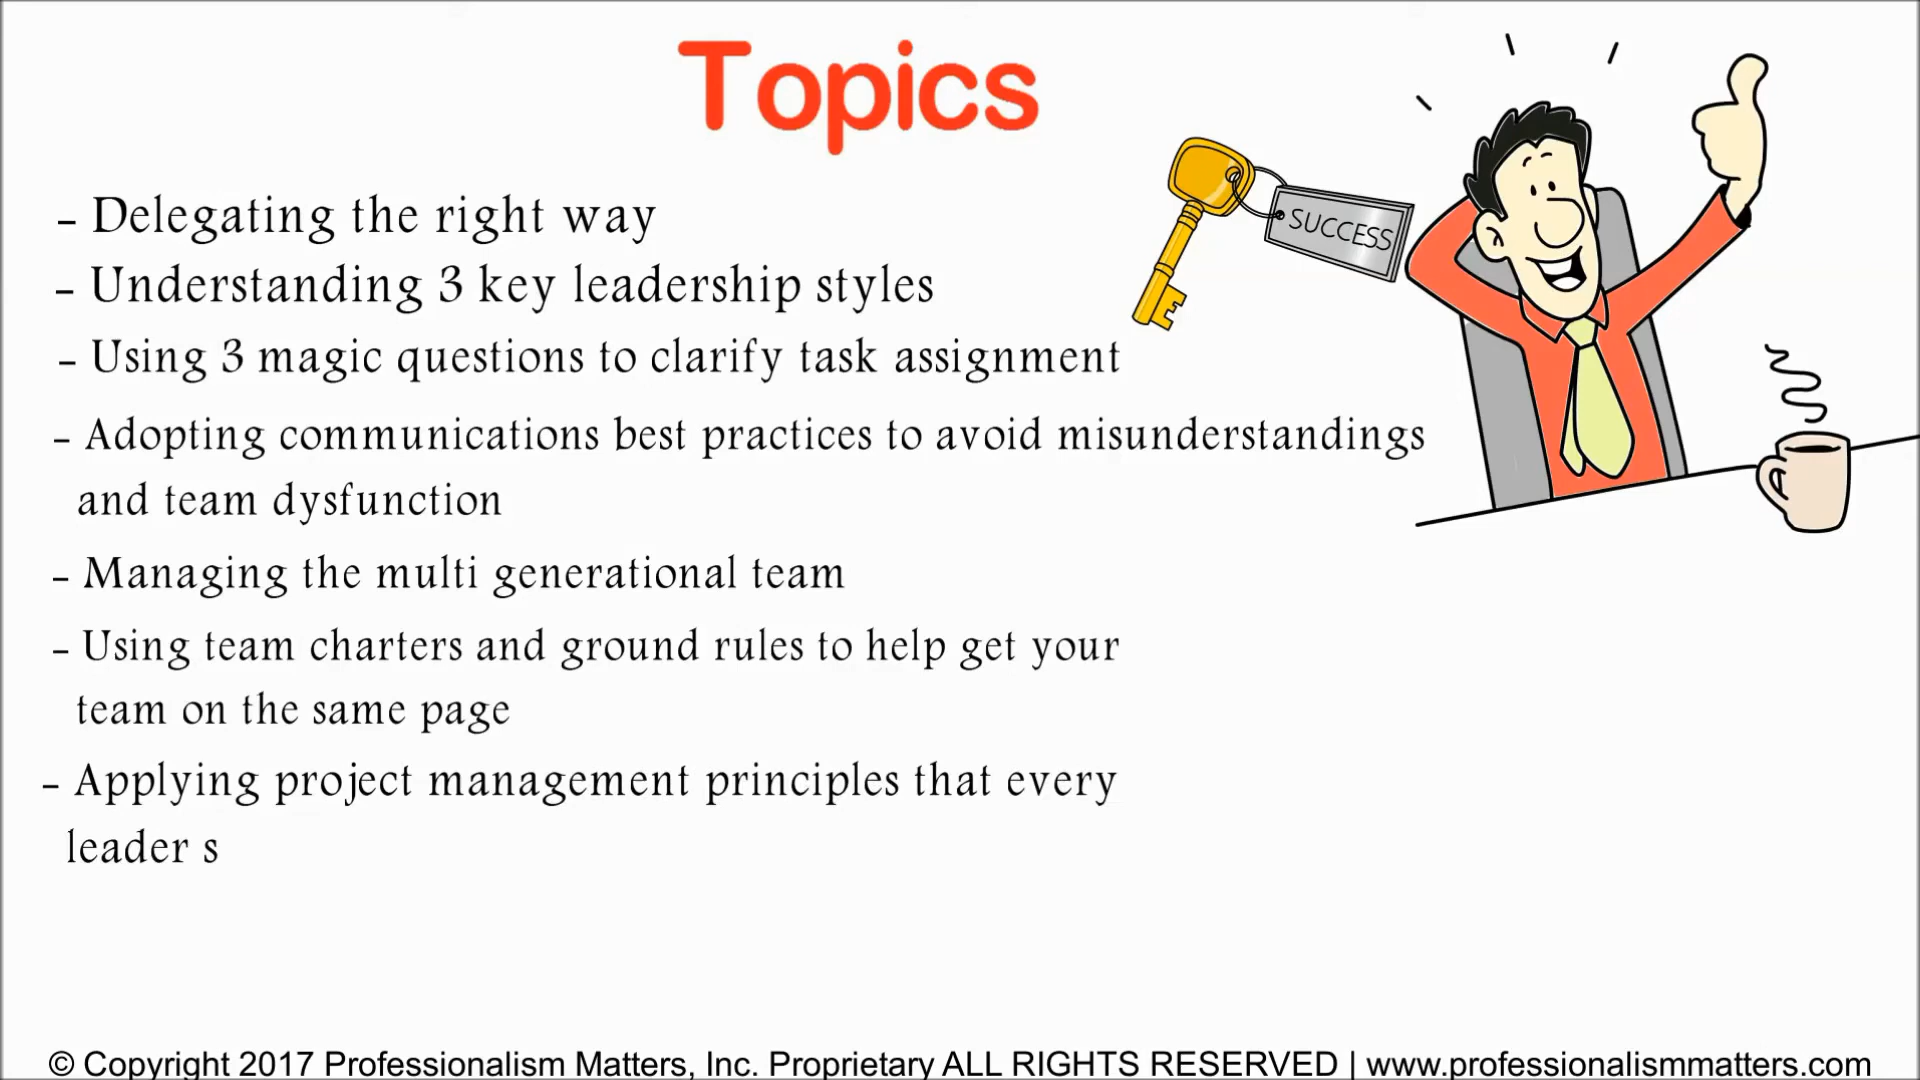 Topics
SUCCESS
- Delegating the right way
- Understanding 3 key leadership styles
- Using 3 magic questions to clarify task assignment
- Adopting communications best practices to avoid misunderstandings
and team dysfunction
- Managing the multi generational team
- Using team charters and ground rules to help get your
team on the same page
- Applying project management principles that every
leader s
© Copyright 2017 Professionalism Matters, Inc. Proprietary ALL RIGHTS RESERVED | www.professionalismmatters.com